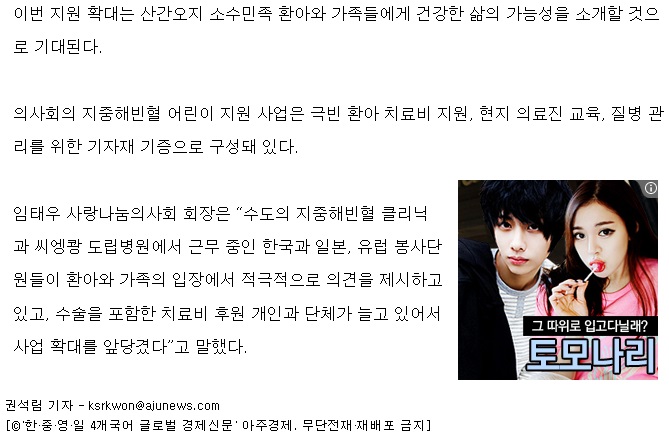 이번 지원 확대는 산간오지 소수민족 환아와 가족들에게 건강한 삶의 가능성을 소개할 것으
로 기대된다.
의사회의 지중해빈혈 어린이 지원 사업은 극빈 환아 치료비 지원, 현지 의료진 교육, 질병 관
리를 위한 기자재 기증으로 구성돼 있다.
임태우 사랑나눔의사회 회장은 “수도의 지중해빈혈 클리닉
과 씨엥쾅 도립병원에서 근무 중인 한국과 일본, 유럽 봉사단
원들이 환아와 가족의 입장에서 적극적으로 의견을 제시하고
있고, 수술을 포함한 치료비 후원 개인과 단체가 늘고 있어서
사업 확대를 앞당겼다”고 말했다.
그 따위로 입고다닐래?
토모나리
권석림 기자 - ksrkwon@ajunews.com
[©'한·중·영·일 4개국어 글로벌 경제신문' 아주경제. 무단전재·재배포 금지]